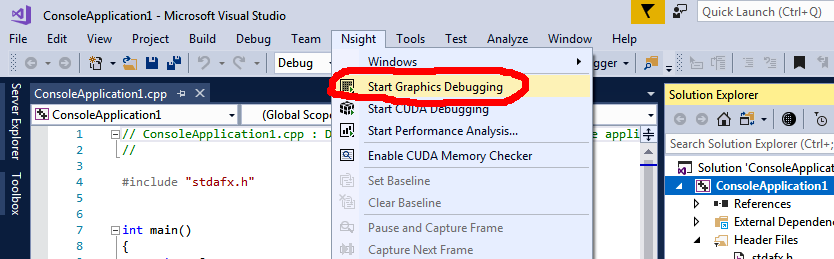 ConsoleApplication1 - Microsoft Visual Studio
Quick Launch (Ctrl+Q)
File Edit View Project Build Debug Team Nsight Tools Test Analyze Window Help
Debug
Windows
Start Graphics Debugging
Start CUDA Debugging
Start Performance Analysis...
Enable CUDA Memory Checker
Set Baseline
Clear Baseline
Pause and Capture Frame
Capture Next Frame
Server Explorer
Toolbox
ConsoleApplication1.cpp
ConsoleApplication1
(Global Scop
1 // ConsoleApplication1.cpp : D
e appli
2 //
3
4 #include "stdafx.h"
5
6
7 int main()
8 {
Solution Explorer
Search Solution Explorer (Ctrl+;
Solution 'ConsoleApplica
ConsoleApplication1
References
External Dependenc
Header Files
stdafx.h